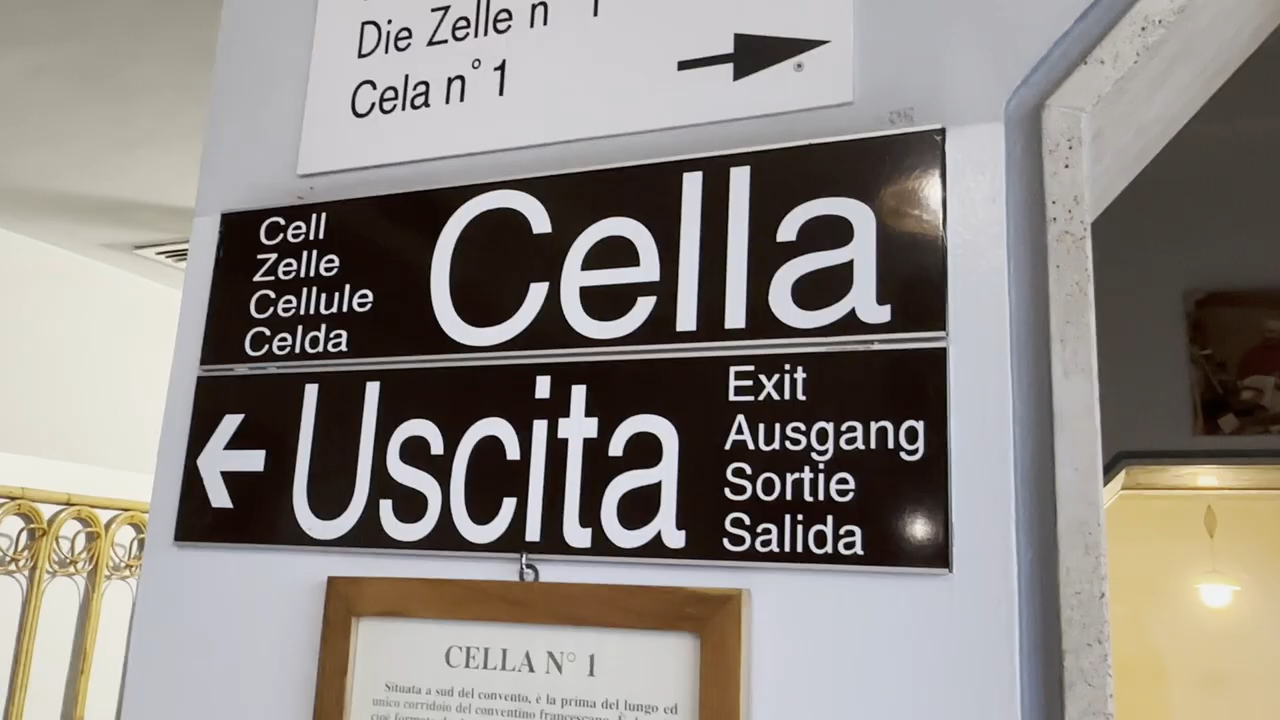 Die Zelle n° 1
Cela n° 1
Cell
Zelle
Cellule
Celda
Cella
Uscita
Exit
Ausgang
Sortie
Salida
CELLA N° 1
Situata a sud del convento, è la prima del lungo ed
unico corridoio del conventino francescano. È
cioè